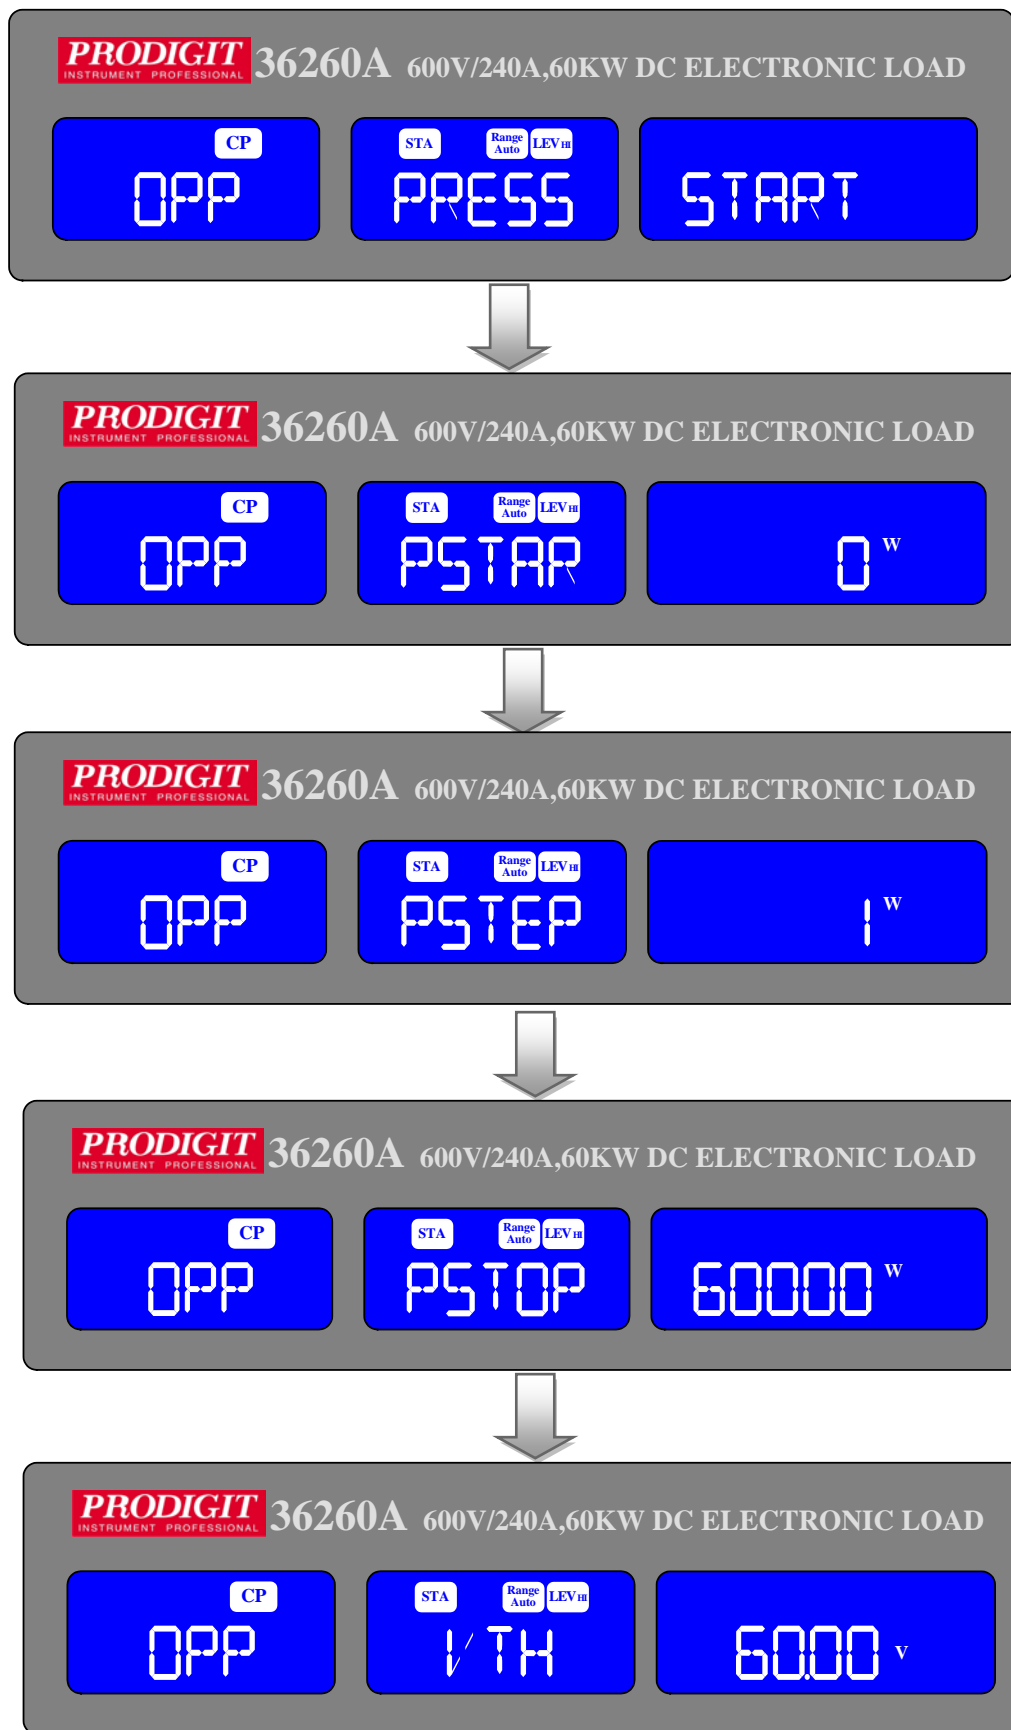 PRODIGIT
INSTRUMENT PROFESSIONAL
36260A 600V/240A,60KW DC ELECTRONIC LOAD
CP
STA Range Auto LEV HI
OPP PRESS START
PRODIGIT
INSTRUMENT PROFESSIONAL
36260A 600V/240A,60KW DC ELECTRONIC LOAD
CP
STA Range Auto LEV HI
OPP PSTAR 0 W
PRODIGIT
INSTRUMENT PROFESSIONAL
36260A 600V/240A,60KW DC ELECTRONIC LOAD
CP
STA Range Auto LEV HI
OPP PSTEP 1 W
PRODIGIT
INSTRUMENT PROFESSIONAL
36260A 600V/240A,60KW DC ELECTRONIC LOAD
CP
STA Range Auto LEV HI
OPP PSTOP 60000 W
PRODIGIT
INSTRUMENT PROFESSIONAL
36260A 600V/240A,60KW DC ELECTRONIC LOAD
CP
STA Range Auto LEV HI
OPP VTH 60.00 V